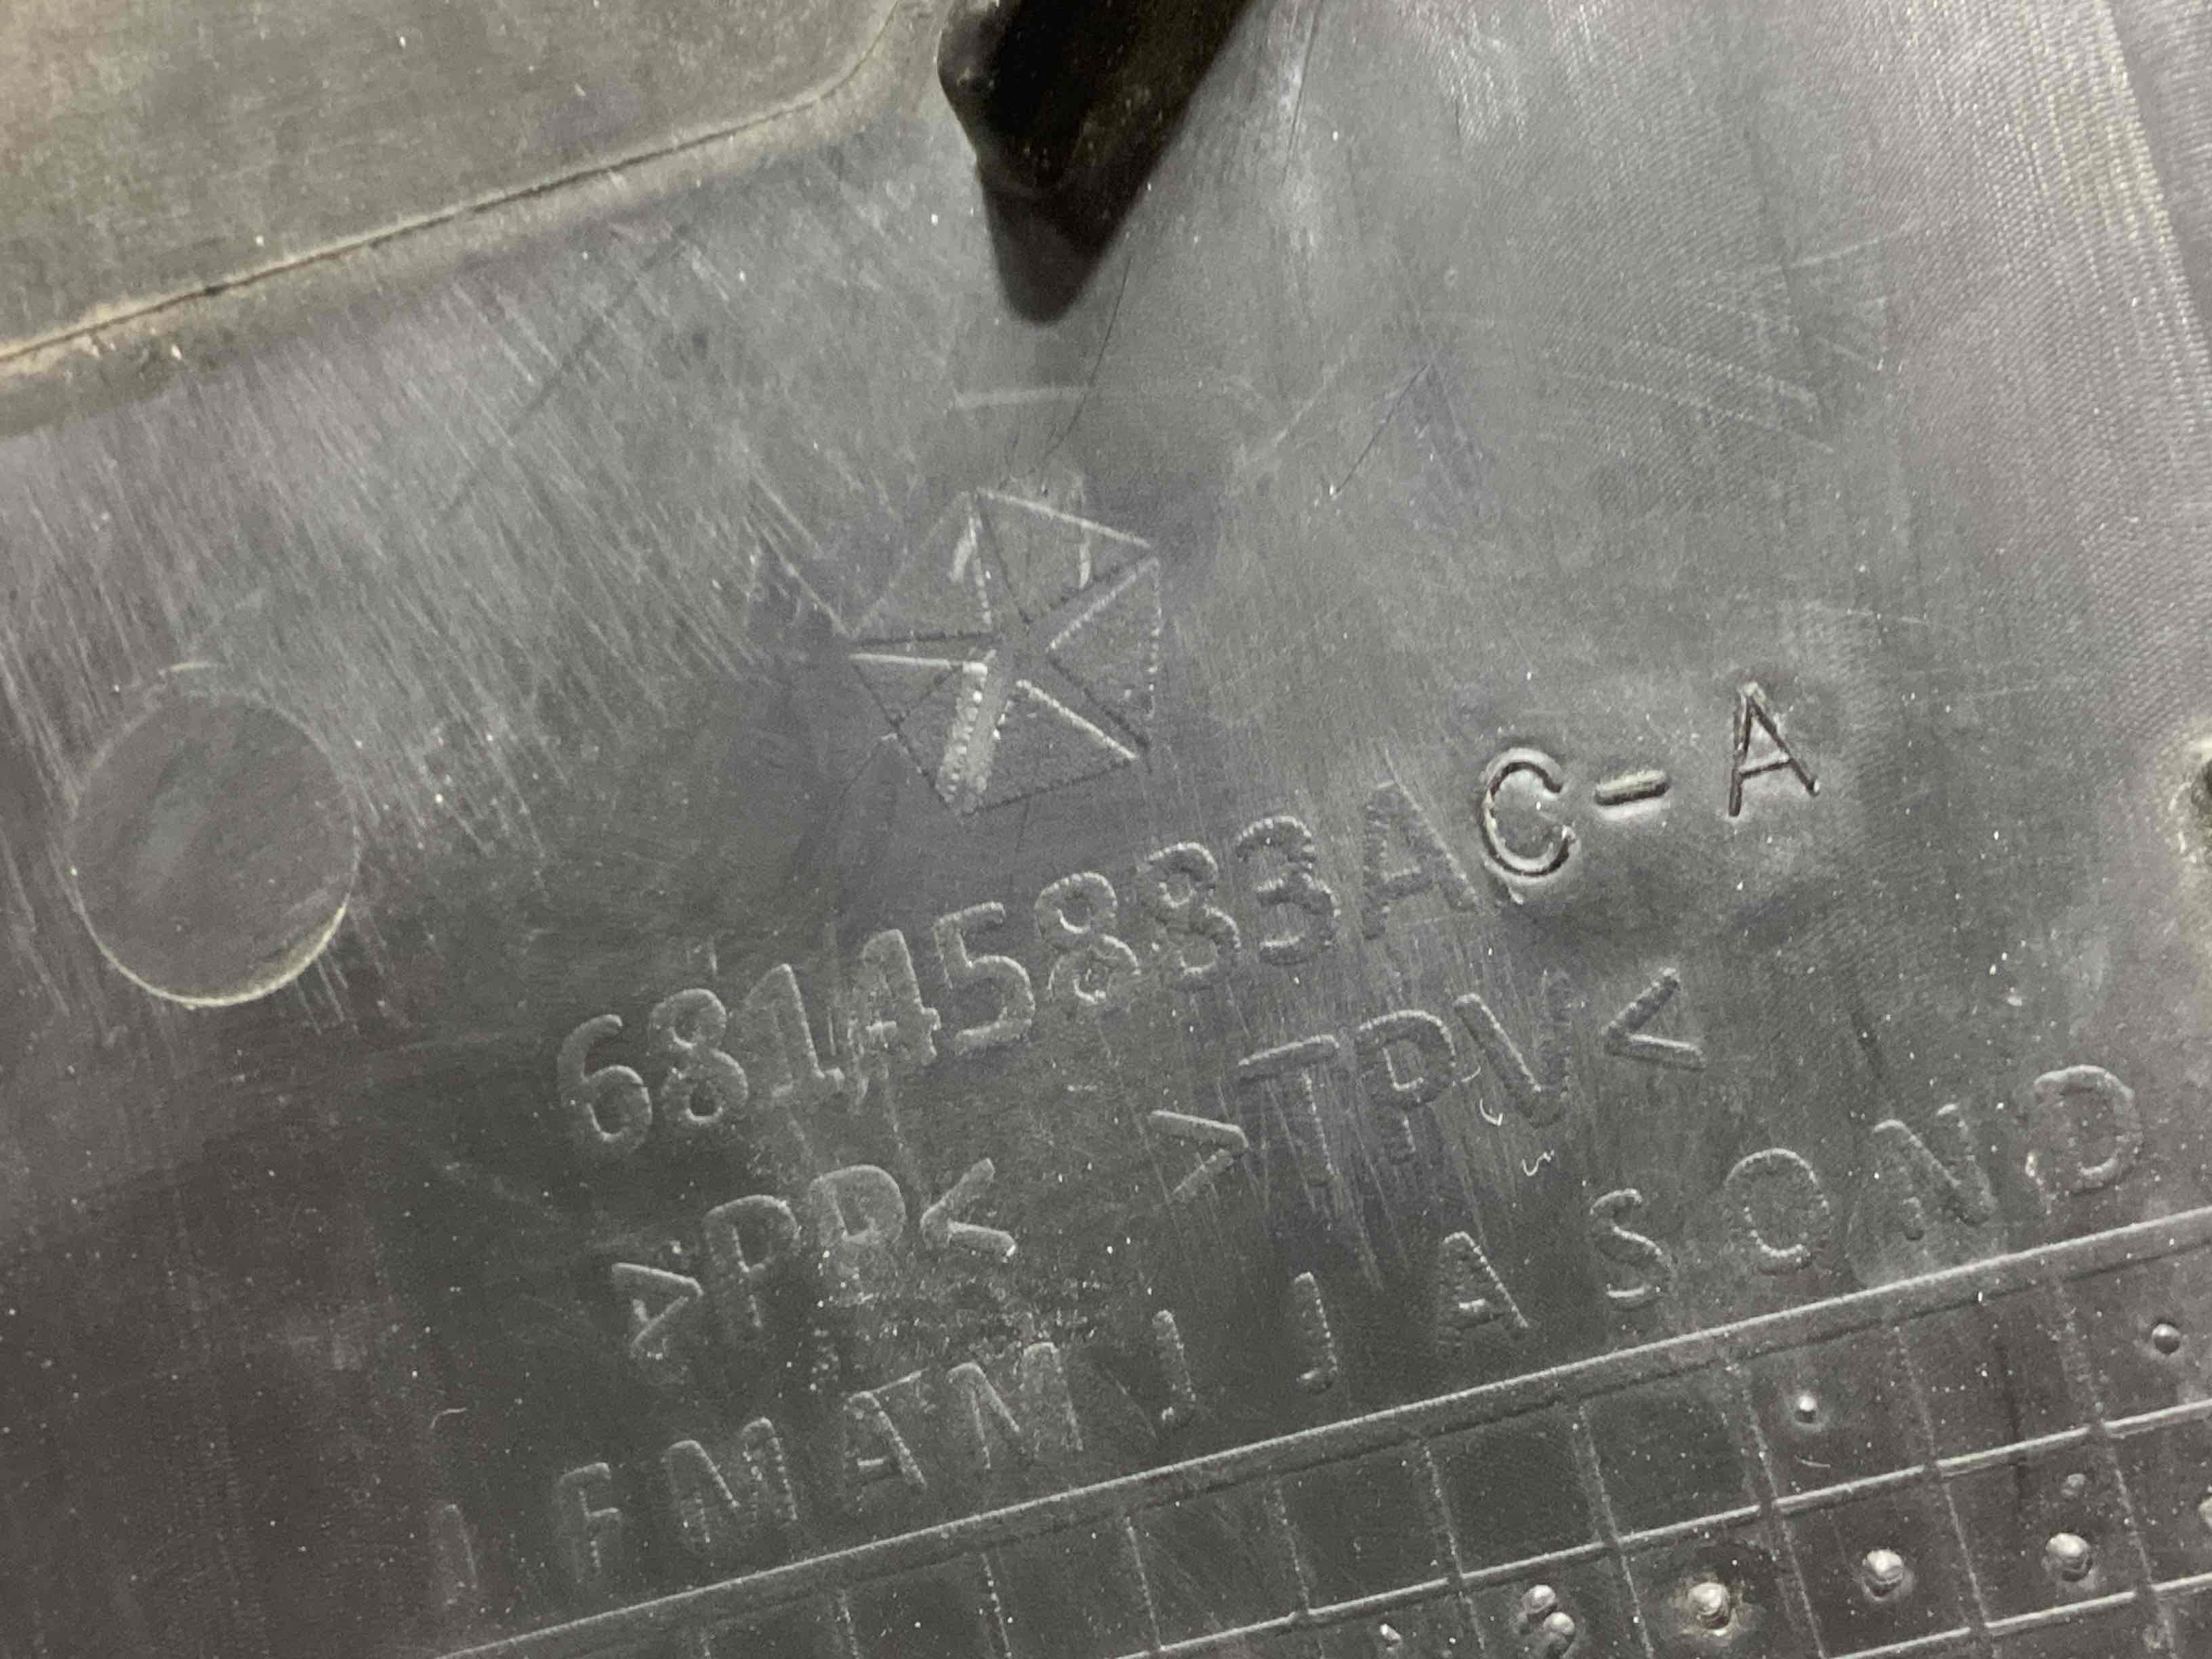 68145883AC-A
>PP< >TPV<
J F M A M J J A S O N D